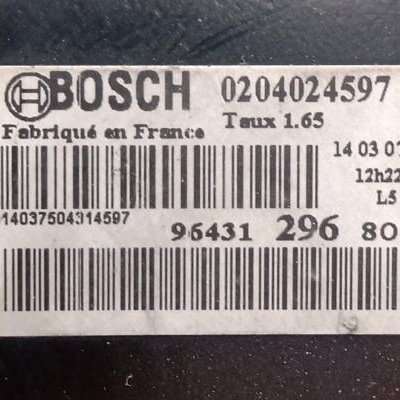 BOSCH 0204024597
Fabriqué en France Taux 1.65
14 03 07
12h22
L5
14037504314597
96431 296 80